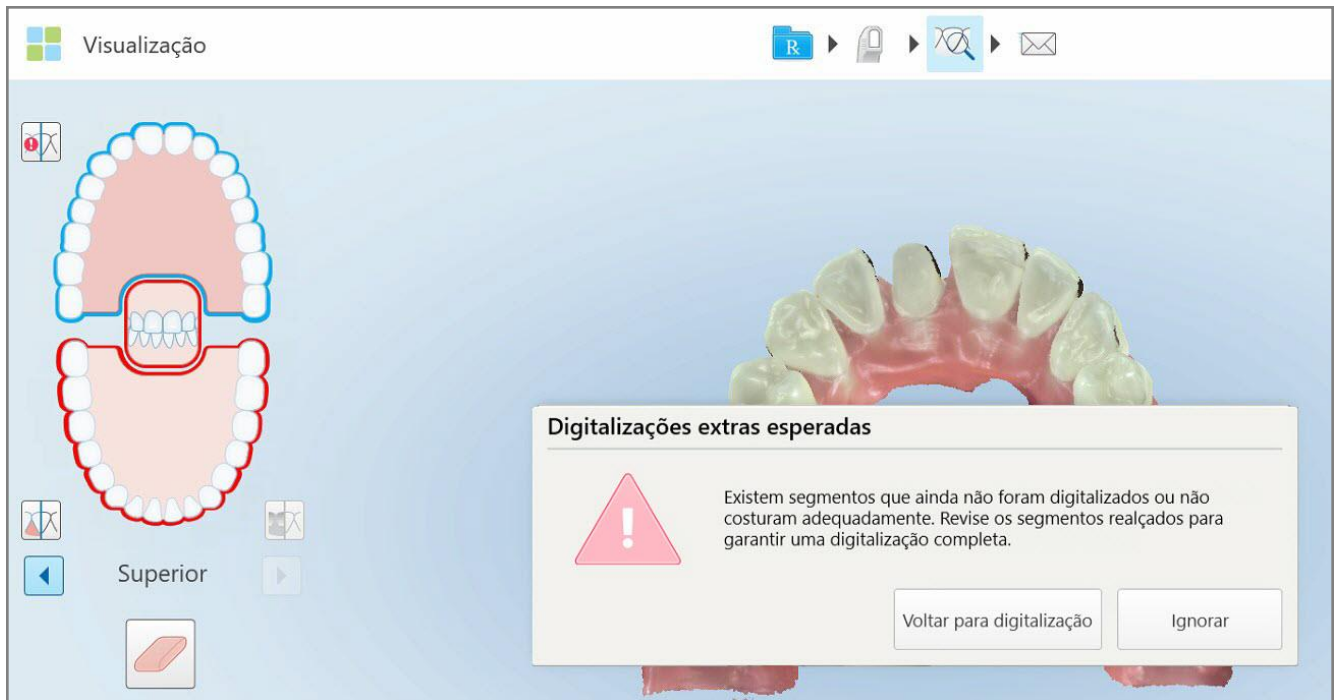 Visualização
R
Superior
Digitalizações extras esperadas
Existem segmentos que ainda não foram digitalizados ou não
costuram adequadamente. Revise os segmentos realçados para
garantir uma digitalização completa.
Voltar para digitalização
Ignorar